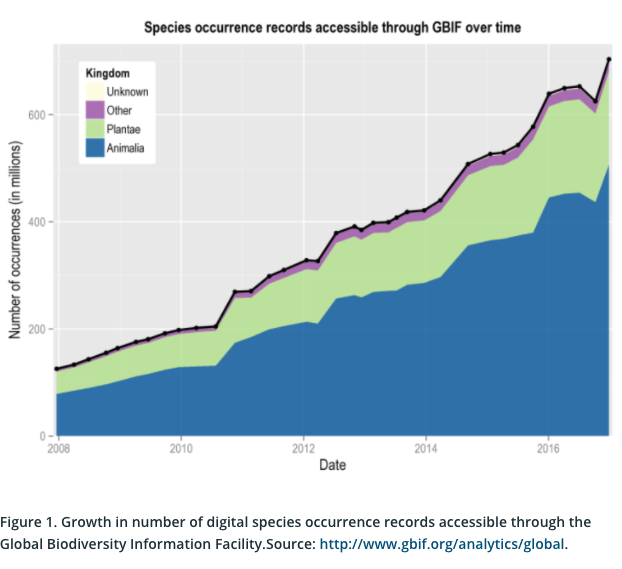 Species occurrence records accessible through GBIF over time
Kingdom
Unknown
Other
Plantae
Animalia
Number of occurrences (in millions)
600
400
200
0
2008 2010 2012 2014 2016
Date
Figure 1. Growth in number of digital species occurrence records accessible through the
Global Biodiversity Information Facility.Source: http://www.gbif.org/analytics/global.